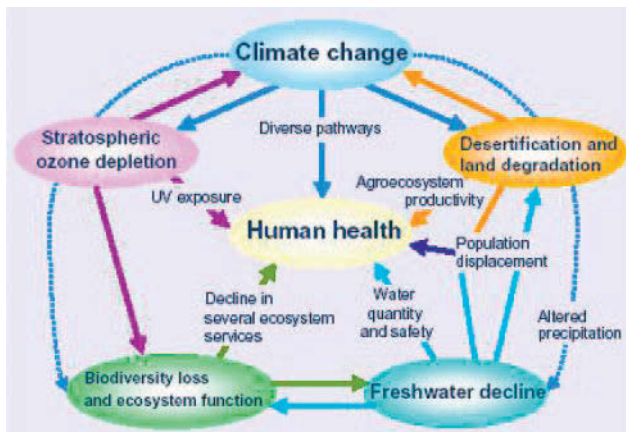 Climate change
Diverse pathways
Stratospheric
ozone depletion
Desertification and
land degradation
UV exposure
Agroecosystem
productivity
Human health
Population
displacement
Decline in
several ecosystem
services
Water
quantity
and safety
Altered
precipitation
Biodiversity loss
and ecosystem function
Freshwater decline